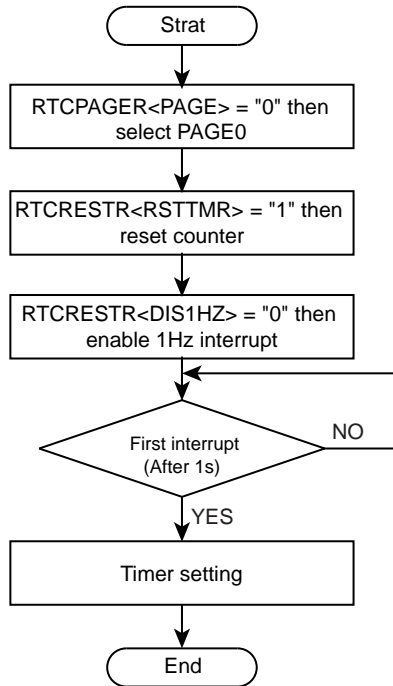 Strat
RTCPAGER<PAGE> = "0" then
select PAGE0
RTCRESTR<RSTTMR> = "1" then
reset counter
RTCRESTR<DIS1HZ> = "0" then
enable 1Hz interrupt
First interrupt
(After 1s)
NO
YES
Timer setting
End